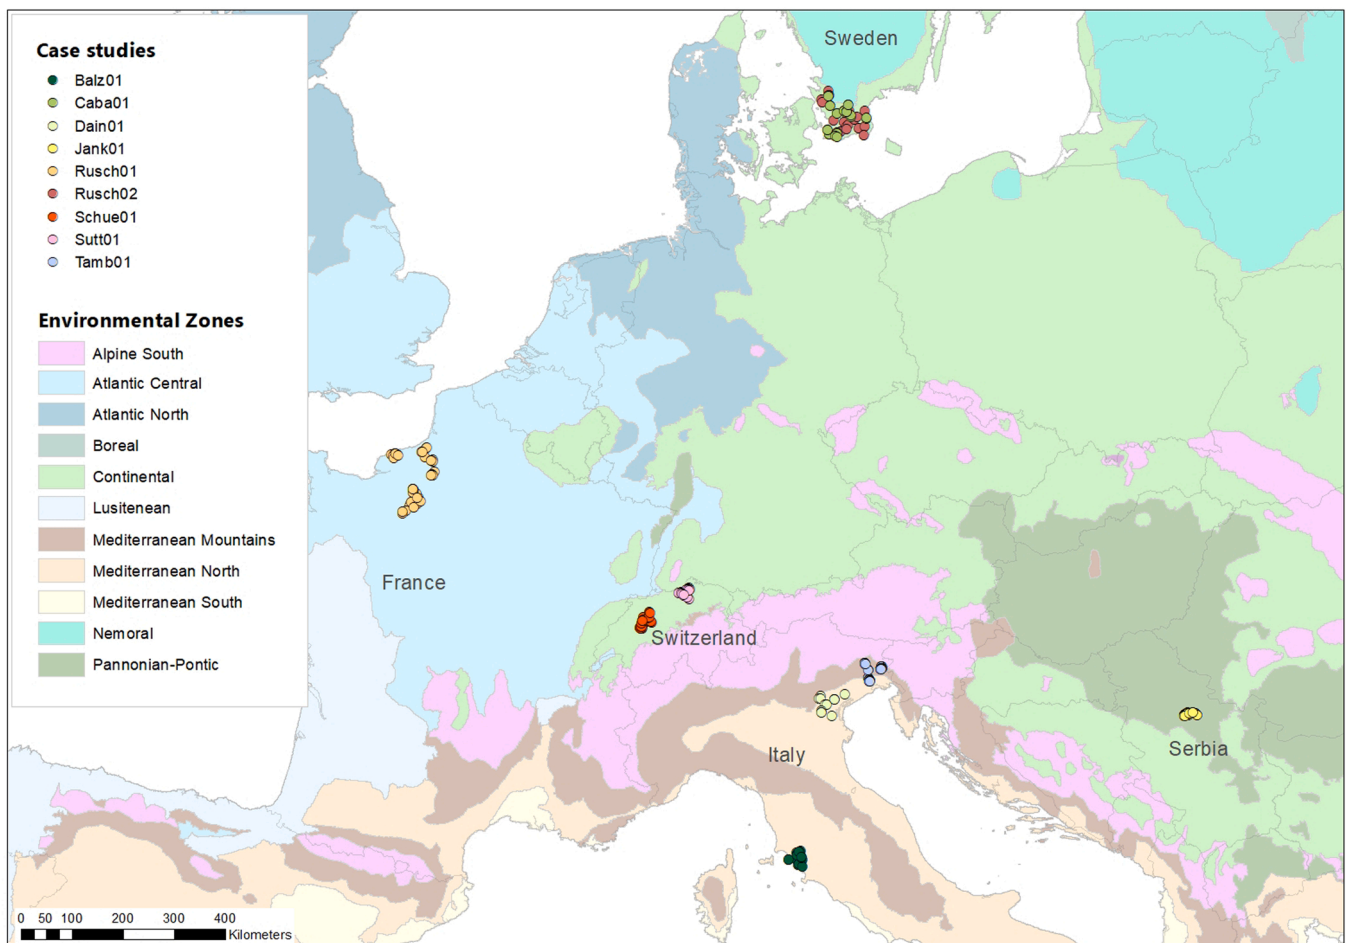 Case studies
Balz01
Caba01
Dain01
Jank01
Rusch01
Rusch02
Schue01
Sutt01
Tamb01
Environmental Zones
Alpine South
Atlantic Central
Atlantic North
Boreal
Continental
Lusitenean
Mediterranean Mountains
Mediterranean North
Mediterranean South
Nemoral
Pannonian-Pontic
Sweden
France
Switzerland
Italy
Serbia
0 50 100 200 300 400
Kilometers